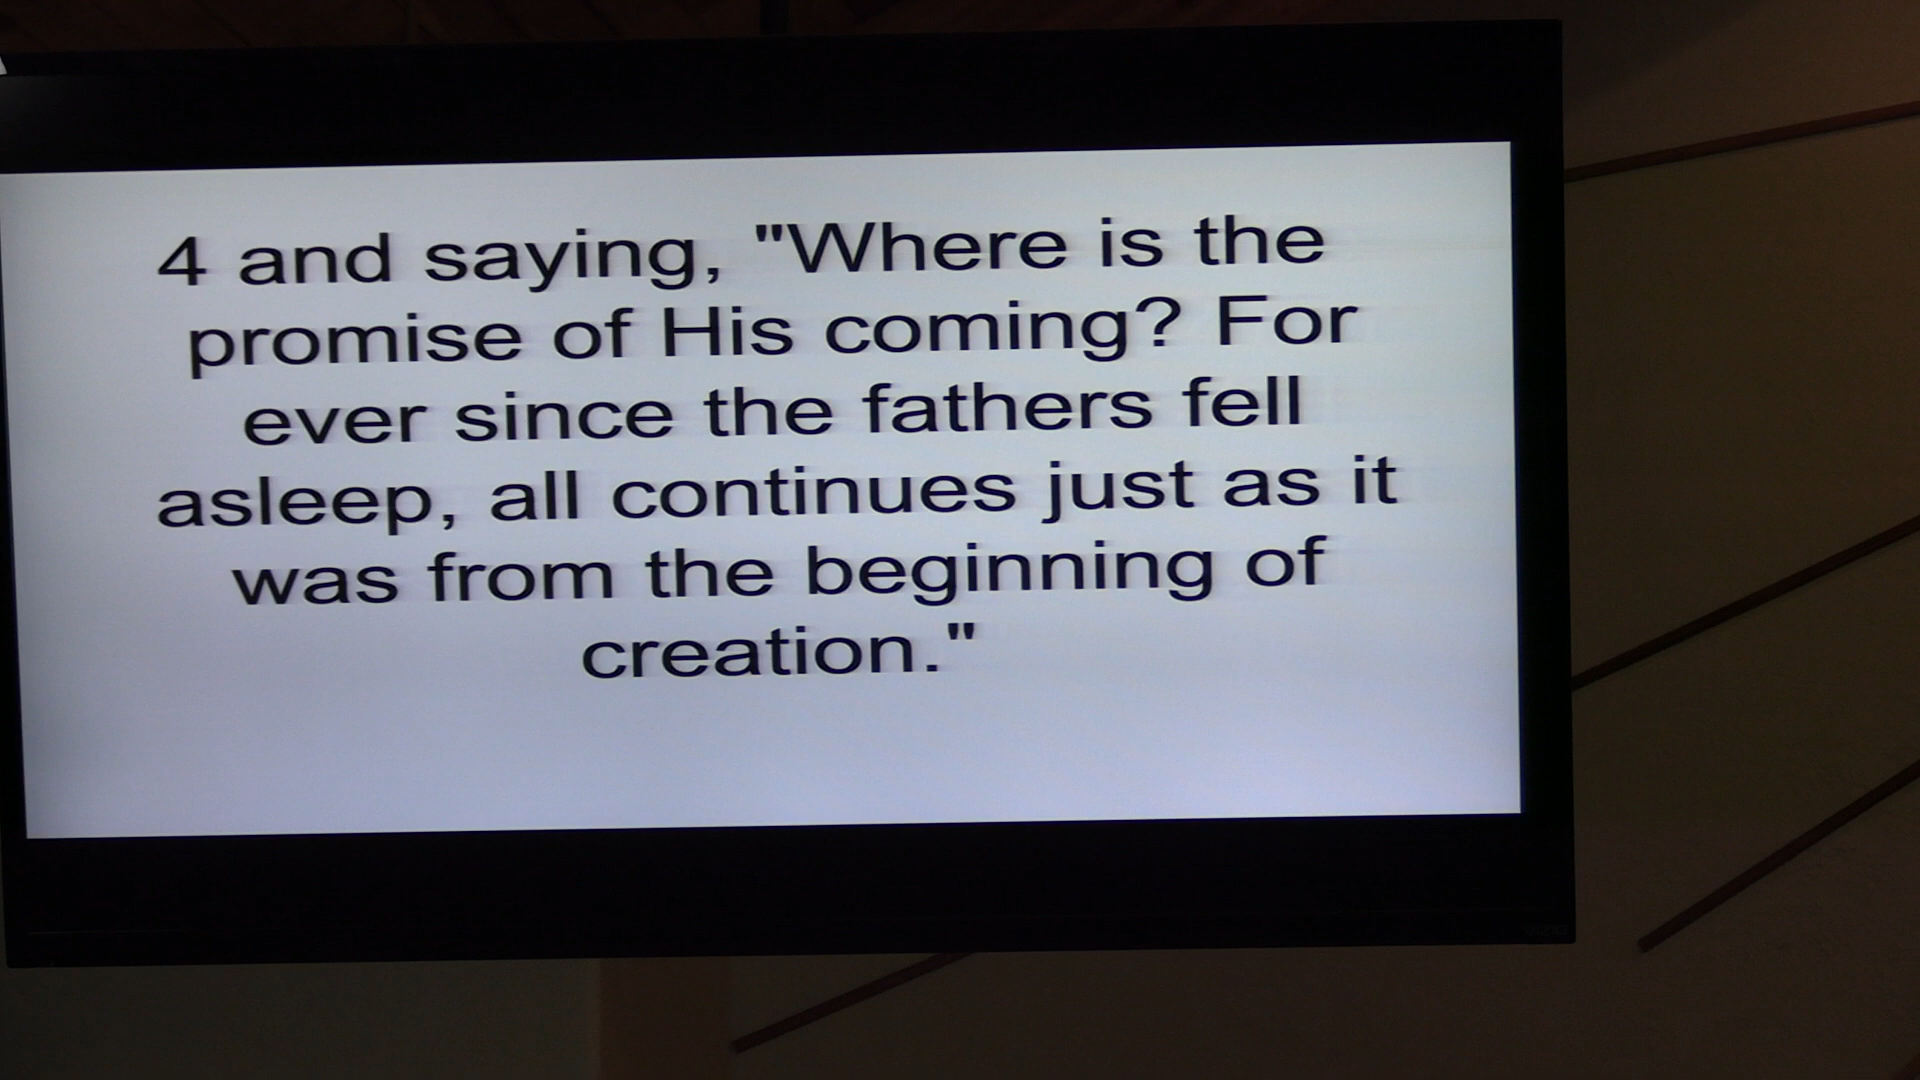 4 and saying, "Where is the
promise of His coming? For
ever since the fathers fell
asleep, all continues just as it
was from the beginning of
creation."